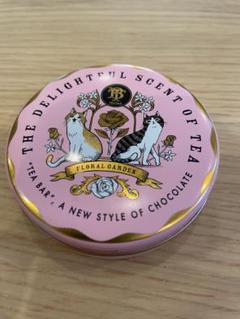 THE DELIGHTFUL SCENT OF TEA
TB
FLORAL GARDEN
"TEA BAR", A NEW STYLE OF CHOCOLATE